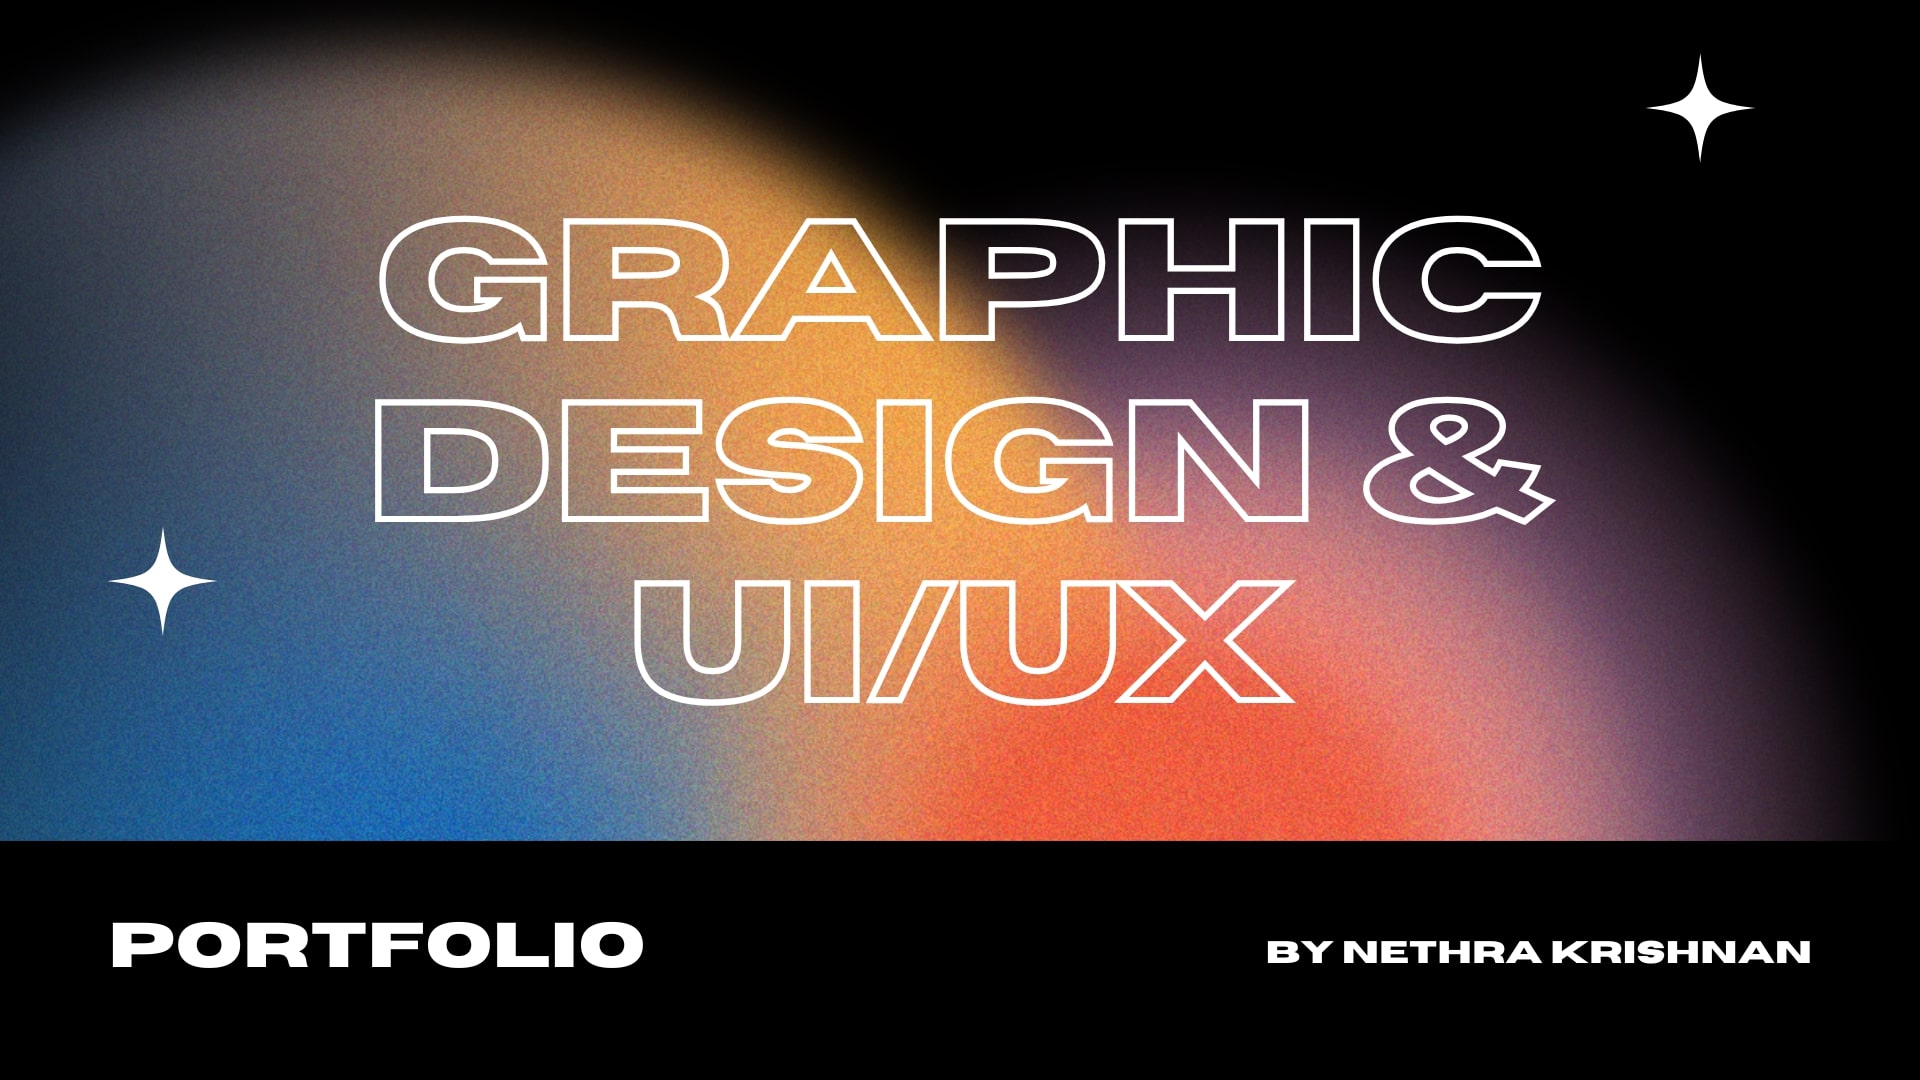 GRAPHIC
DESIGN &
UI/UX
PORTFOLIO
BY NETHRA KRISHNAN